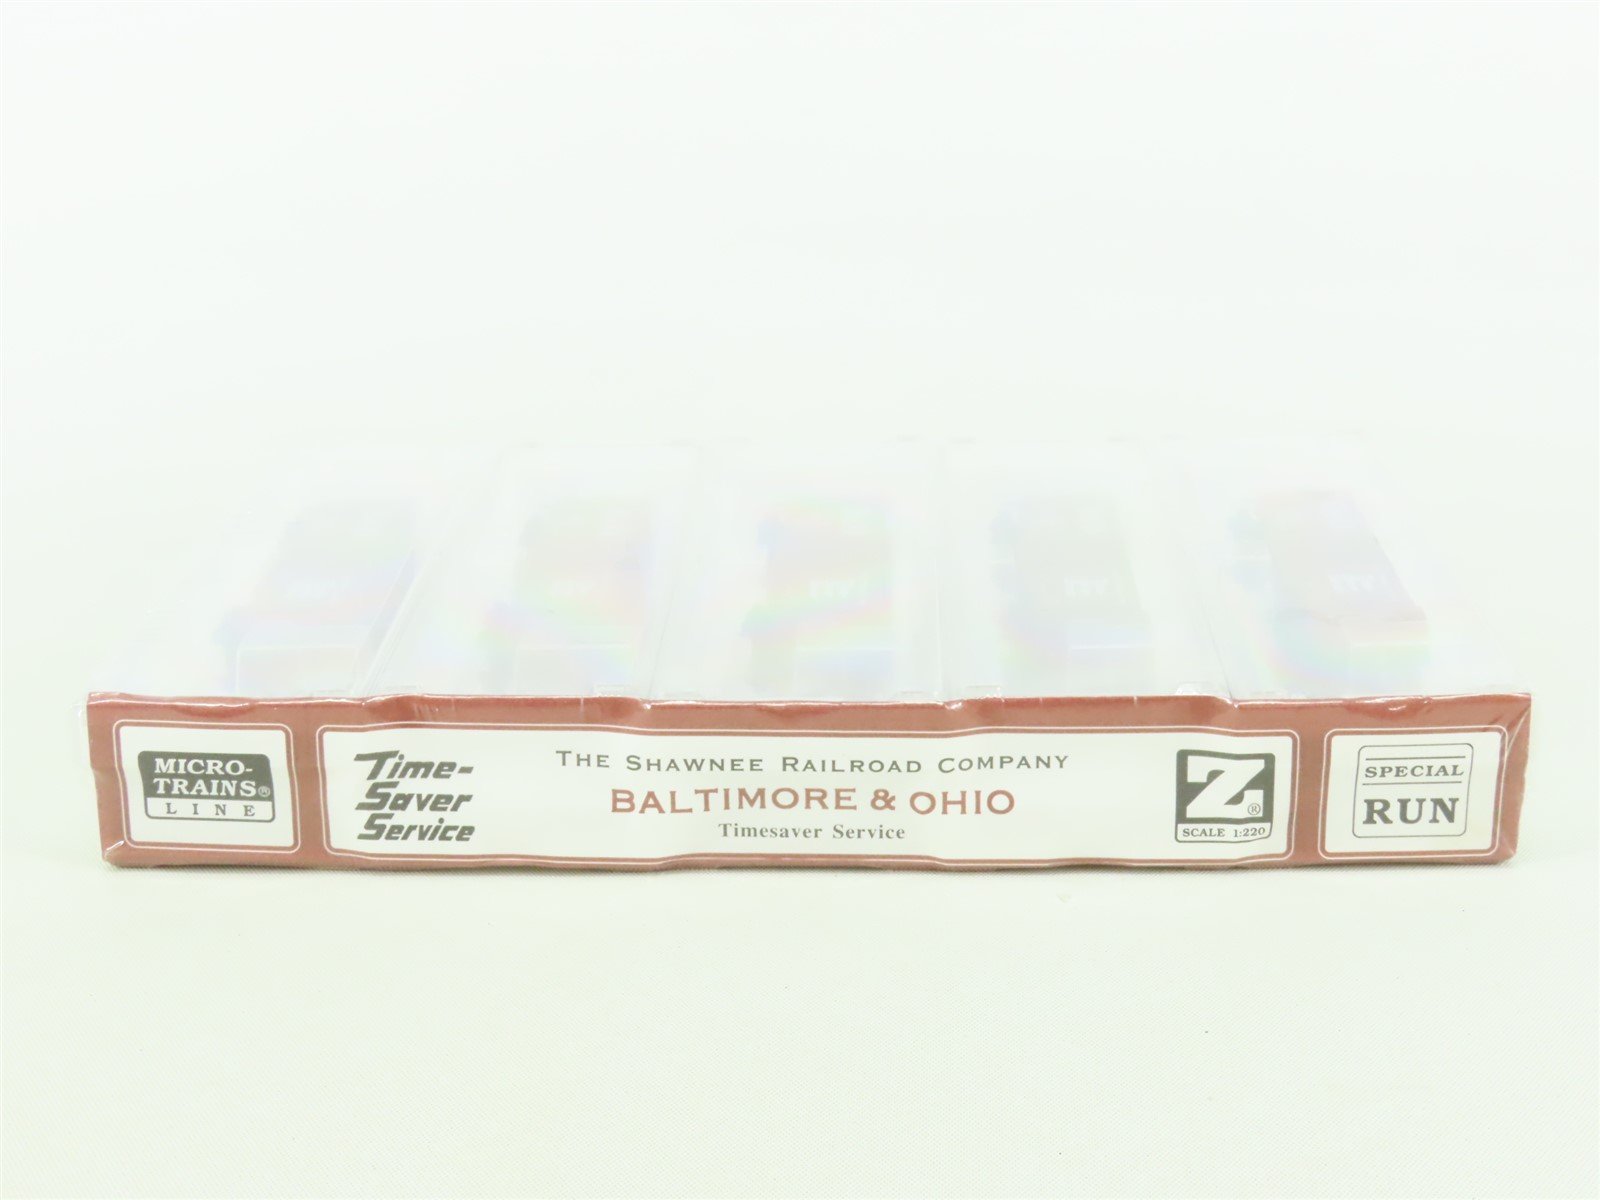 MICRO-
TRAINS®
LINE
Time-
Saver
Service
THE SHAWNEE RAILROAD COMPANY
BALTIMORE & OHIO
Timesaver Service
Z®
SCALE 1:220
SPECIAL
RUN